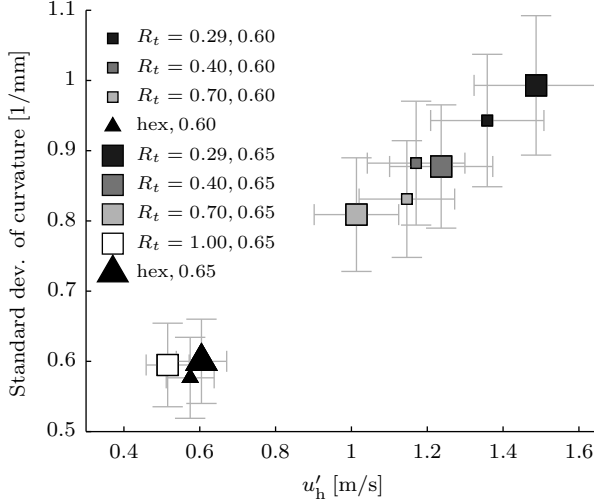 1.1
R_t = 0.29, 0.60
R_t = 0.40, 0.60
R_t = 0.70, 0.60
hex, 0.60
R_t = 0.29, 0.65
R_t = 0.40, 0.65
R_t = 0.70, 0.65
R_t = 1.00, 0.65
hex, 0.65
Standard dev. of curvature [1/mm]
1
0.9
0.8
0.7
0.6
0.5
0.4 0.6 0.8 1 1.2 1.4 1.6
u′_h [m/s]